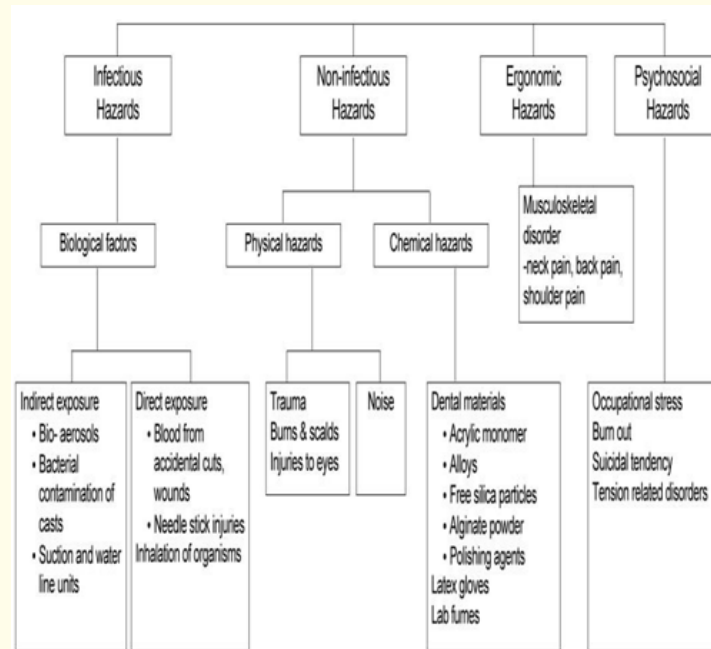 Infectious
Hazards
Non-infectious
Hazards
Ergonomic
Hazards
Psychosocial
Hazards
Biological factors
Physical hazards
Chemical hazards
Musculoskeletal
disorder
-neck pain, back pain,
shoulder pain
Indirect exposure
• Bio- aerosols
• Bacterial
contamination of
casts
• Suction and water
line units
Direct exposure
• Blood from
accidental cuts,
wounds
• Needle stick injuries
Inhalation of organisms
Trauma
Burns & scalds
Injuries to eyes
Noise
Dental materials
• Acrylic monomer
• Alloys
• Free silica particles
• Alginate powder
• Polishing agents
Latex gloves
Lab fumes
Occupational stress
Burn out
Suicidal tendency
Tension related disorders